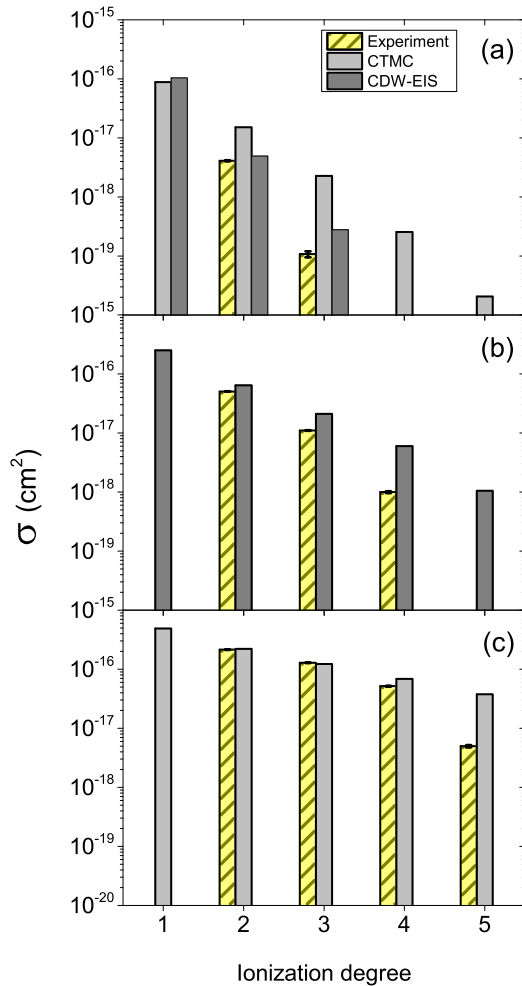 10⁻¹⁵
Experiment
CTMC
CDW-EIS
(a)
10⁻¹⁶
10⁻¹⁷
10⁻¹⁸
10⁻¹⁹
10⁻¹⁵
(b)
10⁻¹⁶
10⁻¹⁷
10⁻¹⁸
10⁻¹⁹
10⁻¹⁵
σ (cm²)
(c)
10⁻¹⁶
10⁻¹⁷
10⁻¹⁸
10⁻¹⁹
10⁻²⁰
1 2 3 4 5
Ionization degree